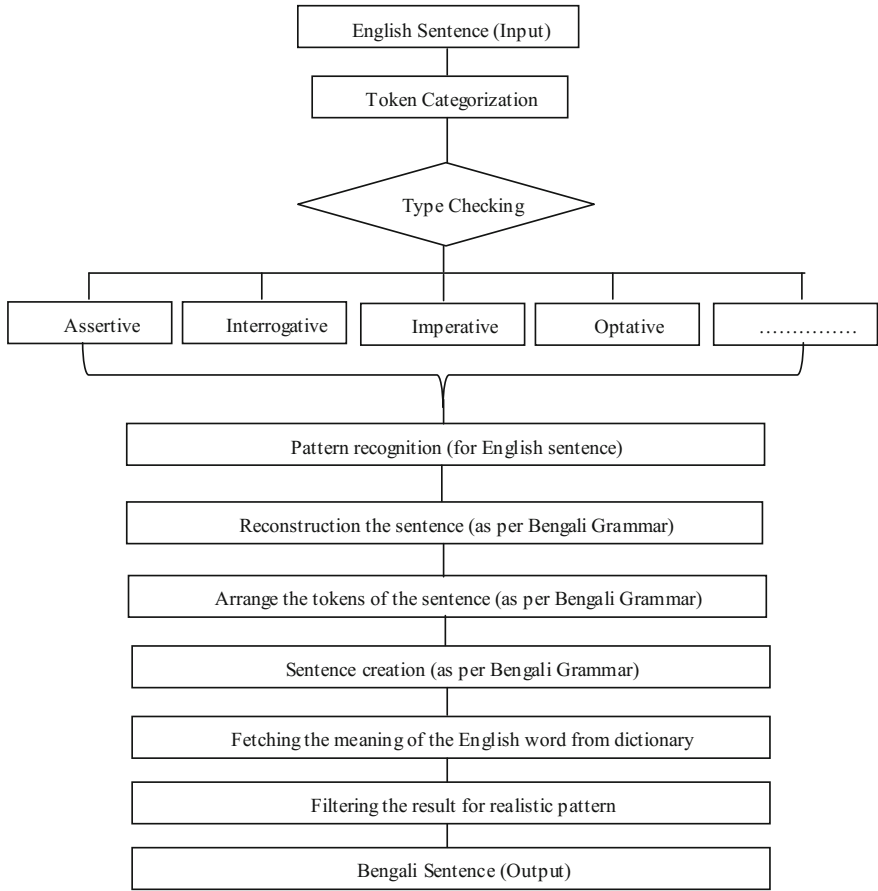 English Sentence (Input)
Token Categorization
Type Checking
Assertive
Interrogative
Imperative
Optative
……………
Pattern recognition (for English sentence)
Reconstruction the sentence (as per Bengali Grammar)
Arrange the tokens of the sentence (as per Bengali Grammar)
Sentence creation (as per Bengali Grammar)
Fetching the meaning of the English word from dictionary
Filtering the result for realistic pattern
Bengali Sentence (Output)